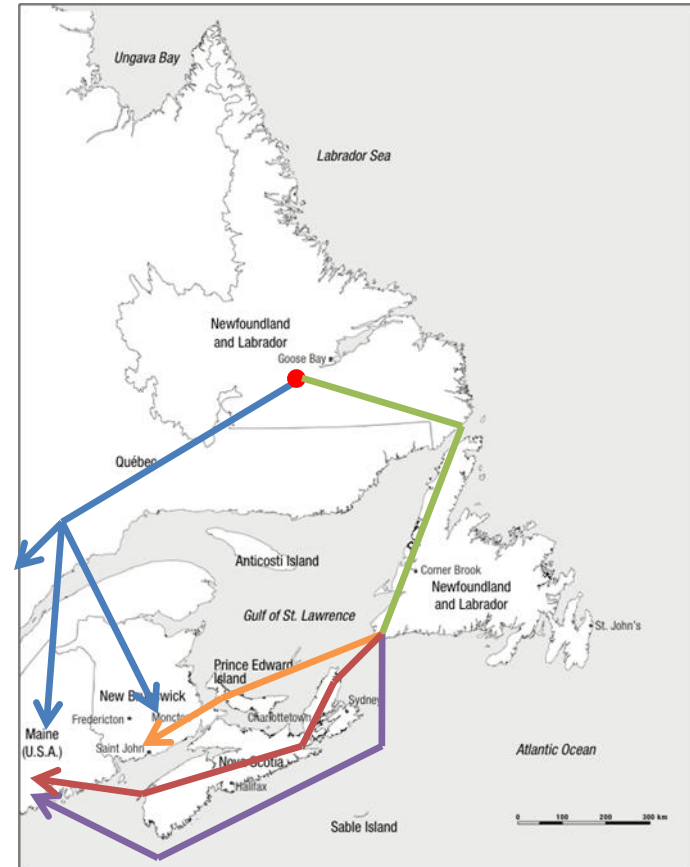 Ungava Bay
Labrador Sea
Newfoundland
and Labrador
Goose Bay
Québec
Anticosti Island
Corner Brook
Newfoundland
and Labrador
Gulf of St. Lawrence
St. John's
Prince Edward
Island
New Brunswick
Sydney
Fredericton
Moncton
Charlottetown
Maine
(U.S.A.)
Saint John
Atlantic Ocean
Nova Scotia
Halifax
Sable Island
0 100 200 300 km